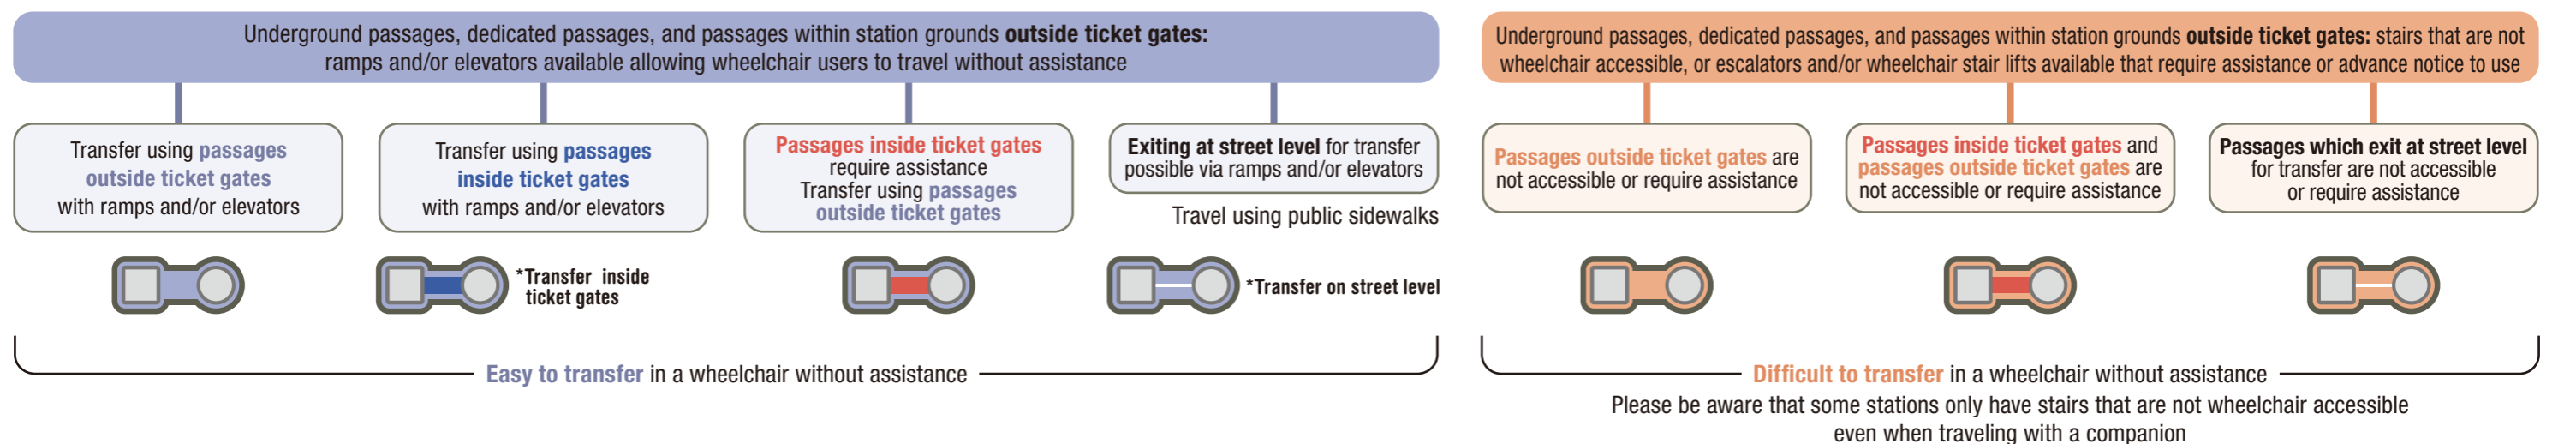 Underground passages, dedicated passages, and passages within station grounds outside ticket gates:
ramps and/or elevators available allowing wheelchair users to travel without assistance
Transfer using passages
outside ticket gates
with ramps and/or elevators
Transfer using passages
inside ticket gates
with ramps and/or elevators
Passages inside ticket gates
require assistance
Transfer using passages
outside ticket gates
Exiting at street level for transfer
possible via ramps and/or elevators
Travel using public sidewalks
*Transfer inside
ticket gates
*Transfer on street level
Easy to transfer in a wheelchair without assistance
Underground passages, dedicated passages, and passages within station grounds outside ticket gates: stairs that are not
wheelchair accessible, or escalators and/or wheelchair stair lifts available that require assistance or advance notice to use
Passages outside ticket gates are
not accessible or require assistance
Passages inside ticket gates and
passages outside ticket gates are
not accessible or require assistance
Passages which exit at street level
for transfer are not accessible
or require assistance
Difficult to transfer in a wheelchair without assistance
Please be aware that some stations only have stairs that are not wheelchair accessible
even when traveling with a companion